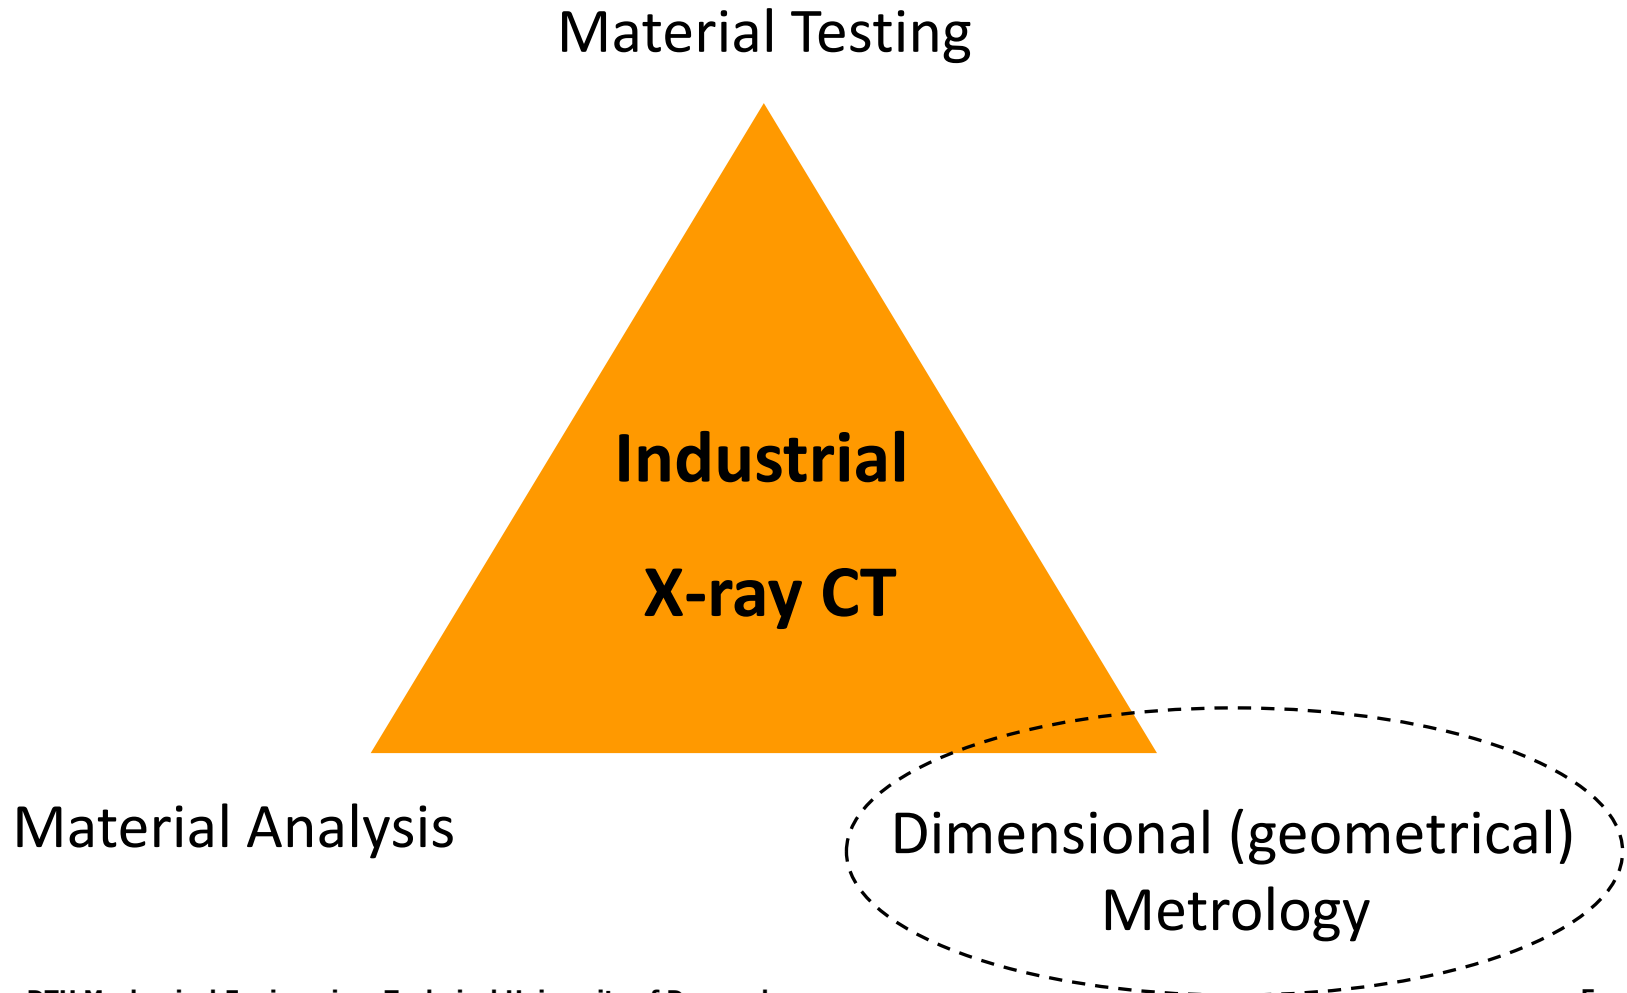 Material Testing
Industrial
X-ray CT
Material Analysis
Dimensional (geometrical)
Metrology